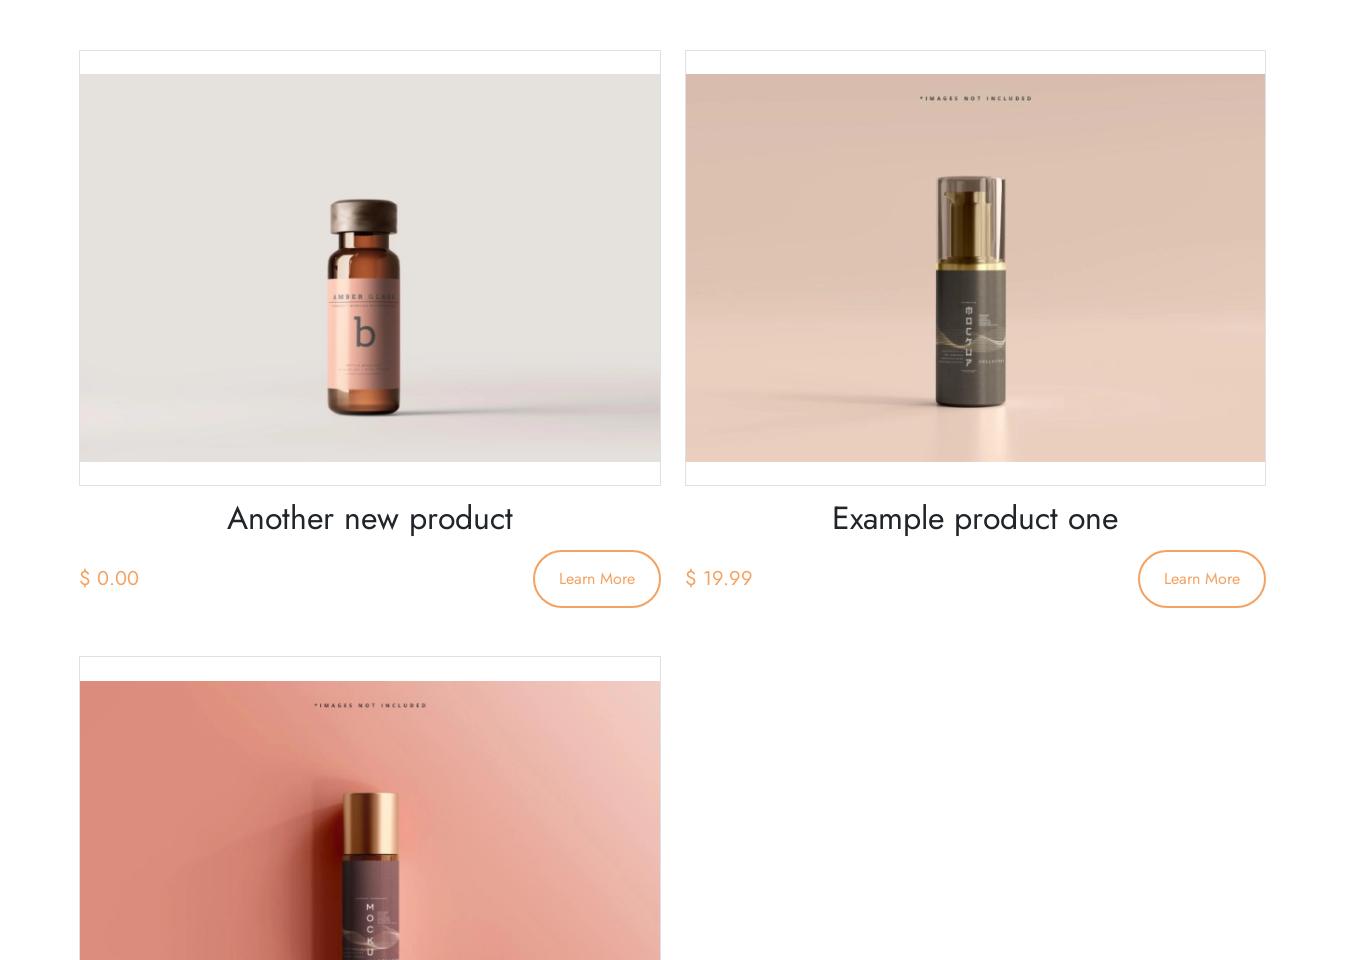 AMBER GLASS
b
*IMAGES NOT INCLUDED
Another new product
Example product one
$ 0.00
Learn More
$ 19.99
Learn More
*IMAGES NOT INCLUDED